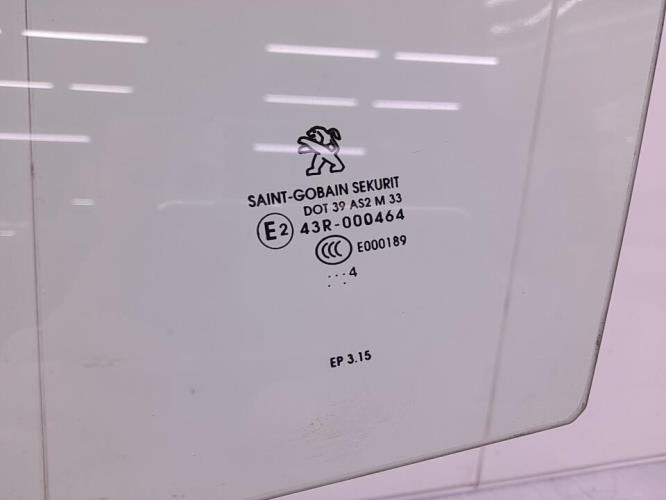 SAINT-GOBAIN SEKURIT
DOT 39 AS2 M 33
E2 43R-000464
CCC E000189
...4
EP 3.15